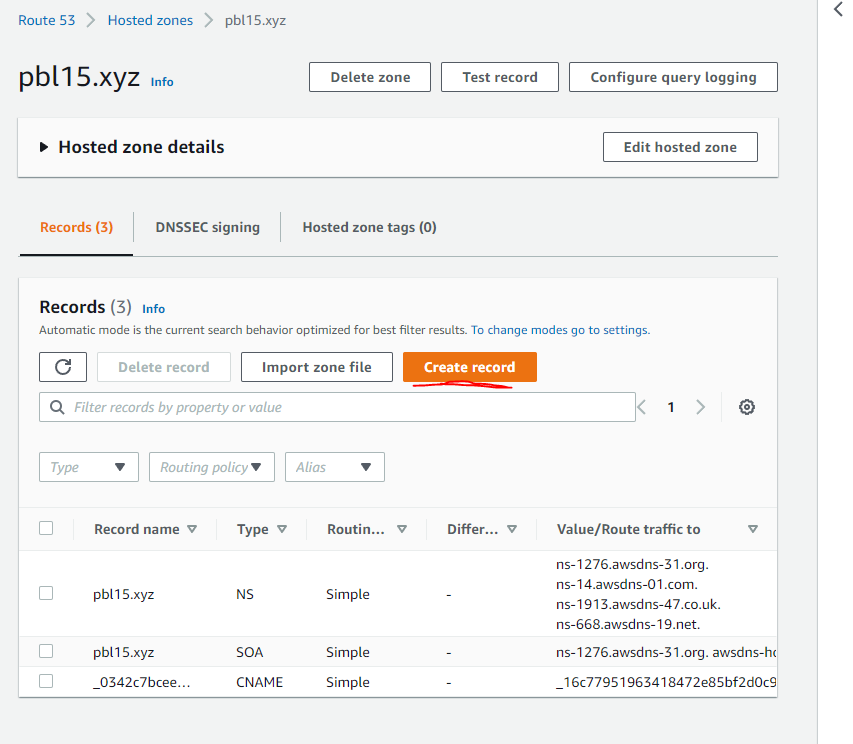 Route 53 > Hosted zones > pbl15.xyz
pbl15.xyz Info
Delete zone Test record Configure query logging
Hosted zone details Edit hosted zone
Records (3) DNSSEC signing Hosted zone tags (0)
Records (3) Info
Automatic mode is the current search behavior optimized for best filter results. To change modes go to settings.
Delete record Import zone file Create record
Filter records by property or value 1
Type Routing policy Alias
Record name Type Routin... Differ... Value/Route traffic to
ns-1276.awsdns-31.org.
ns-14.awsdns-01.com.
pbl15.xyz NS Simple -
ns-1913.awsdns-47.co.uk.
ns-668.awsdns-19.net.
pbl15.xyz SOA Simple - ns-1276.awsdns-31.org. awsdns-ho
_0342c7bcee... CNAME Simple - _16c77951963418472e85bf2d0c9